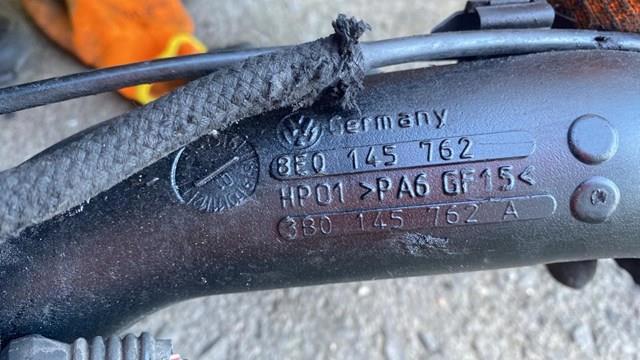 Germany
8E0 145 762
HP01 >PA6 GF15<
3B0 145 762 A